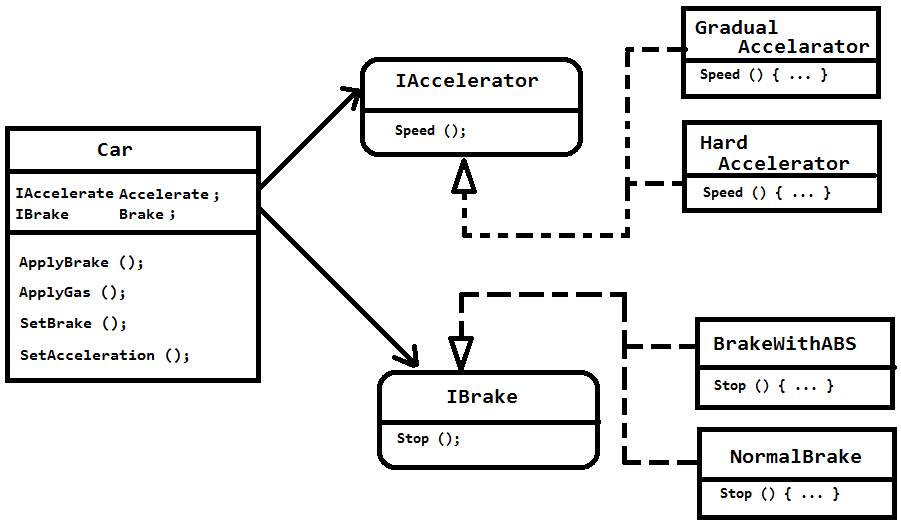 Car
IAccelerate Accelerate;
IBrake Brake;
ApplyBrake ();
ApplyGas ();
SetBrake ();
SetAcceleration ();
IAccelerator
Speed ();
Gradual
Accelarator
Speed () { ... }
Hard
Accelerator
Speed () { ... }
IBrake
Stop ();
BrakeWithABS
Stop () { ... }
NormalBrake
Stop () { ... }